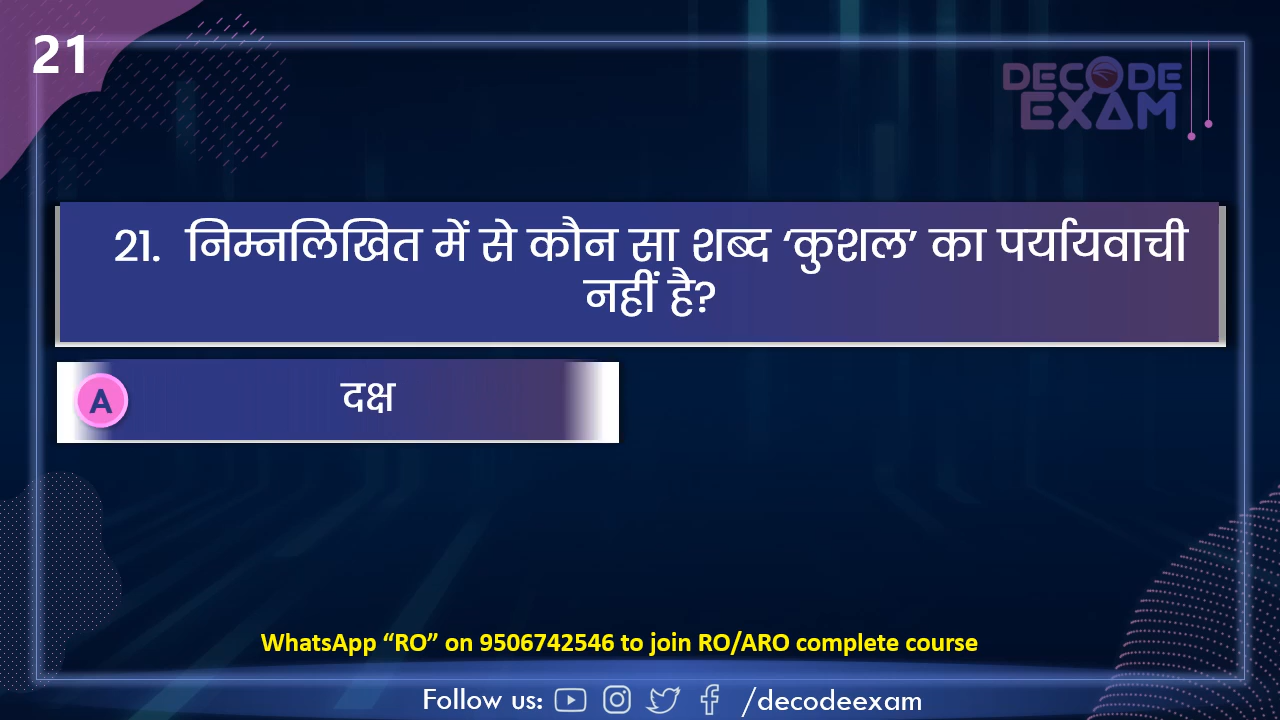 21
DECODE
EXAM
21. निम्नलिखित में से कौन सा शब्द ‘कुशल’ का पर्यायवाची
नहीं है?
A दक्ष
WhatsApp “RO” on 9506742546 to join RO/ARO complete course
Follow us: /decodeexam